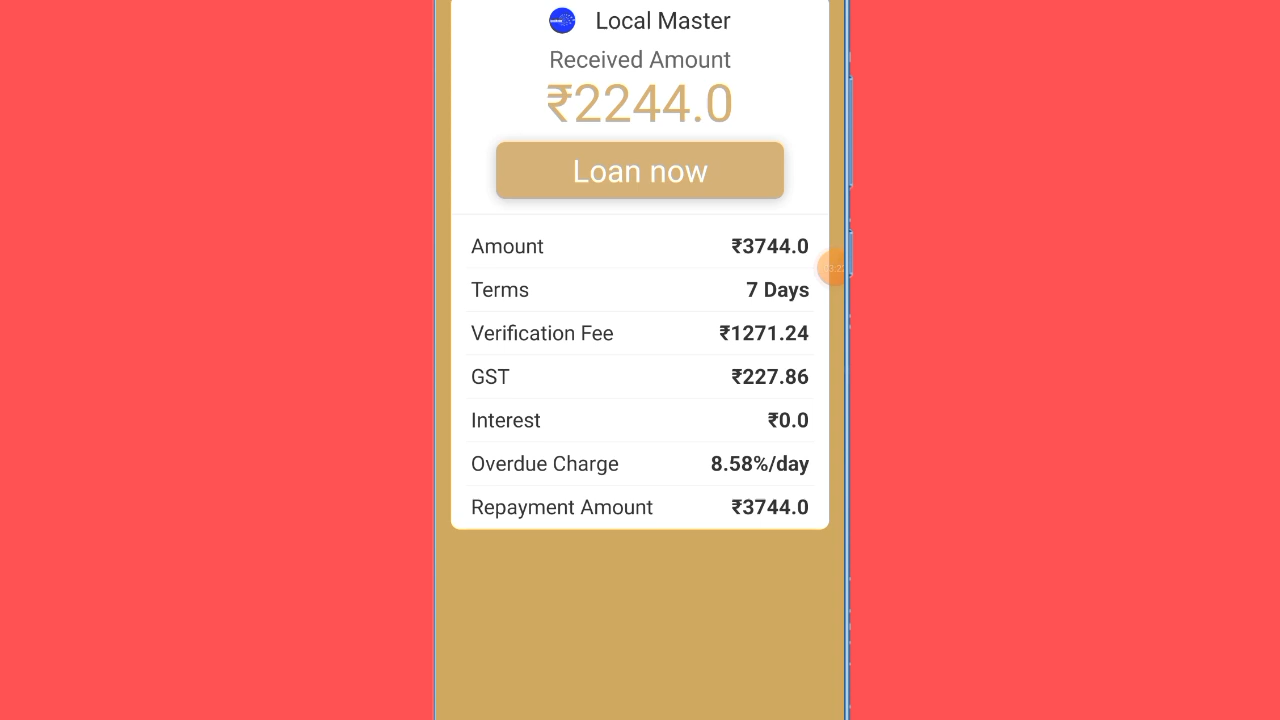 Local Master
Received Amount
₹2244.0
Loan now
Amount ₹3744.0
Terms 7 Days
Verification Fee ₹1271.24
GST ₹227.86
Interest ₹0.0
Overdue Charge 8.58%/day
Repayment Amount ₹3744.0